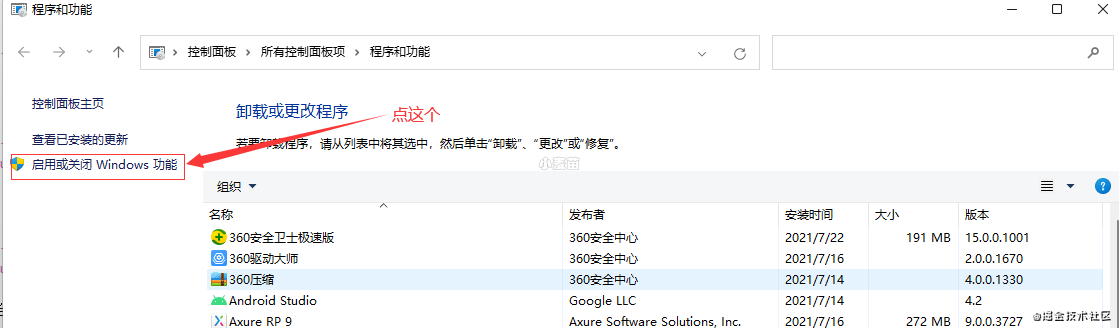 程序和功能
控制面板 › 所有控制面板项 › 程序和功能
控制面板主页
查看已安装的更新
启用或关闭 Windows 功能
点这个
卸载或更改程序
若要卸载程序，请从列表中将其选中，然后单击“卸载”、“更改”或“修复”。
组织
名称 发布者 安装时间 大小 版本
360安全卫士极速版 360安全中心 2021/7/22 191 MB 15.0.0.1001
360驱动大师 360安全中心 2021/7/16 2.0.0.1670
360压缩 360安全中心 2021/7/14 4.0.0.1330
Android Studio Google LLC 2021/7/14 4.2
Axure RP 9 Axure Software Solutions, Inc. 2021/7/16 272 MB 9.0.0.3727
@掘金技术社区